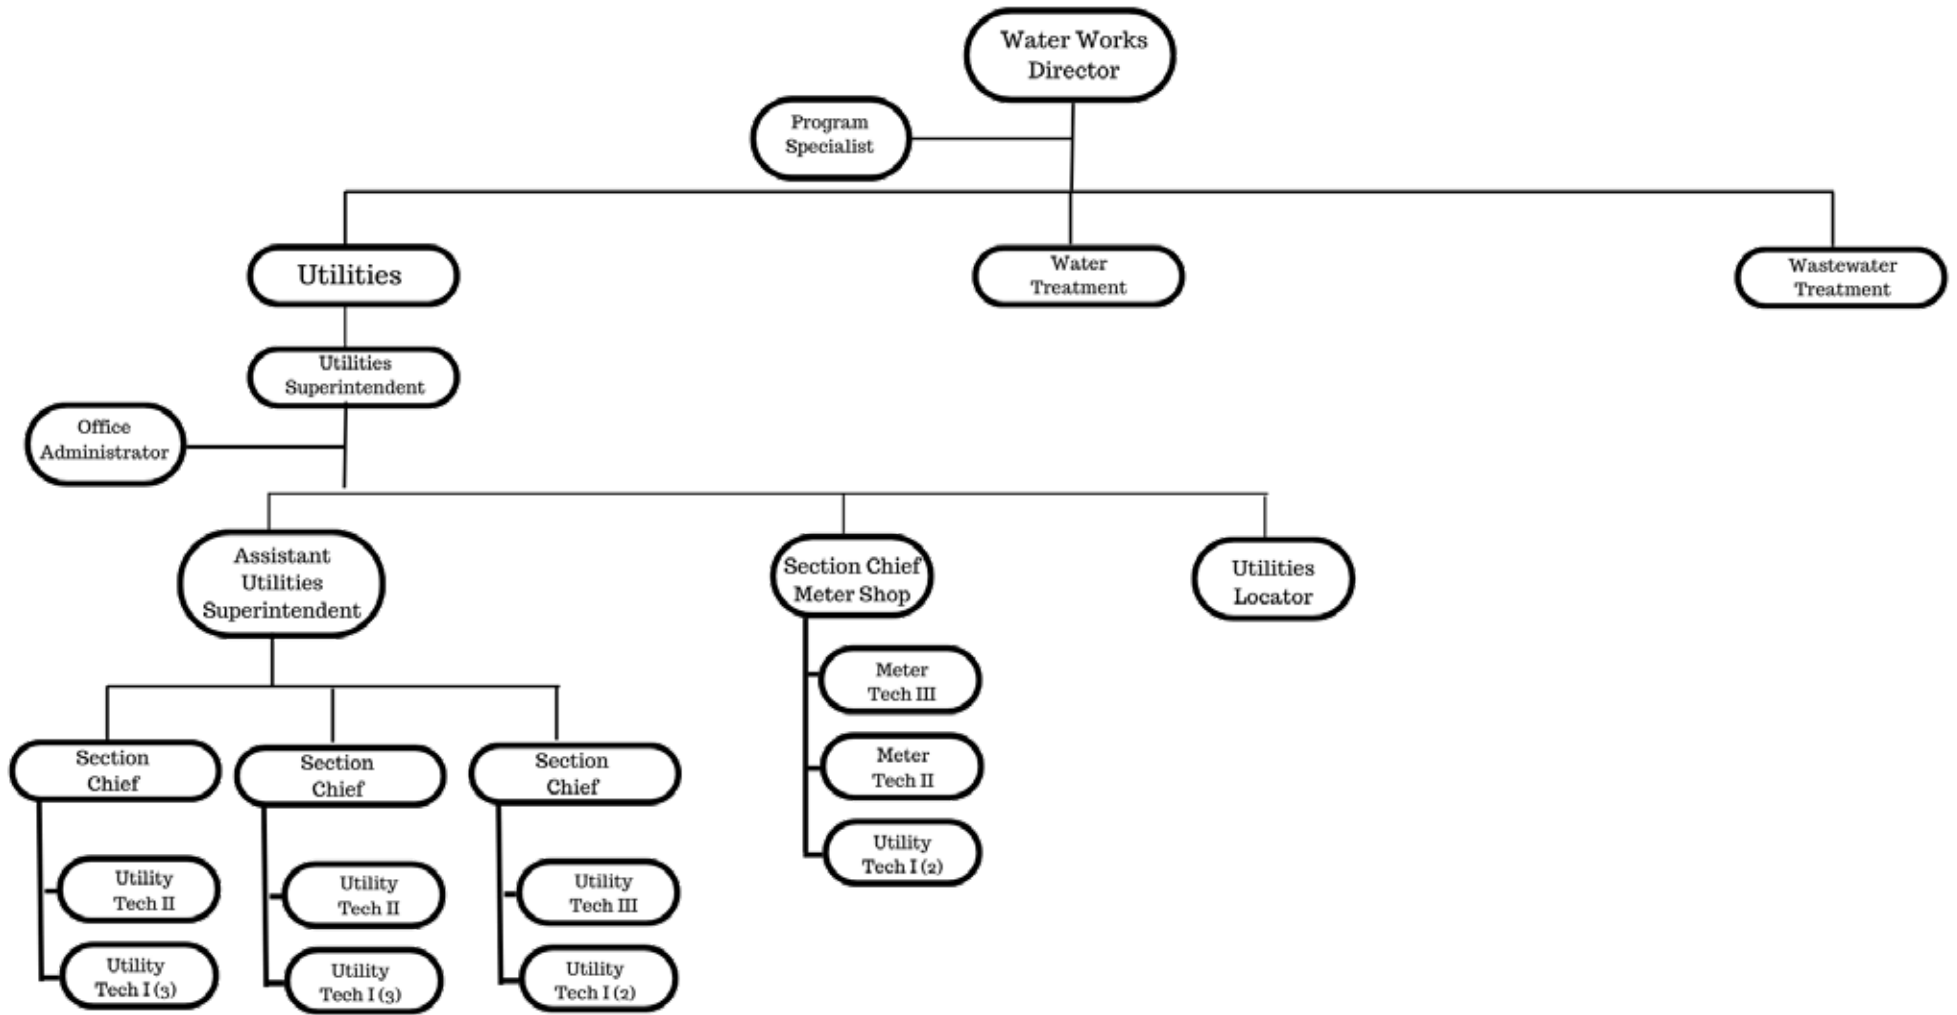 Water Works
Director
Program
Specialist
Utilities
Water
Treatment
Wastewater
Treatment
Utilities
Superintendent
Office
Administrator
Assistant
Utilities
Superintendent
Section Chief
Meter Shop
Utilities
Locator
Meter
Tech III
Meter
Tech II
Utility
Tech I (2)
Section
Chief
Utility
Tech II
Utility
Tech I (3)
Section
Chief
Utility
Tech II
Utility
Tech I (3)
Section
Chief
Utility
Tech III
Utility
Tech I (2)